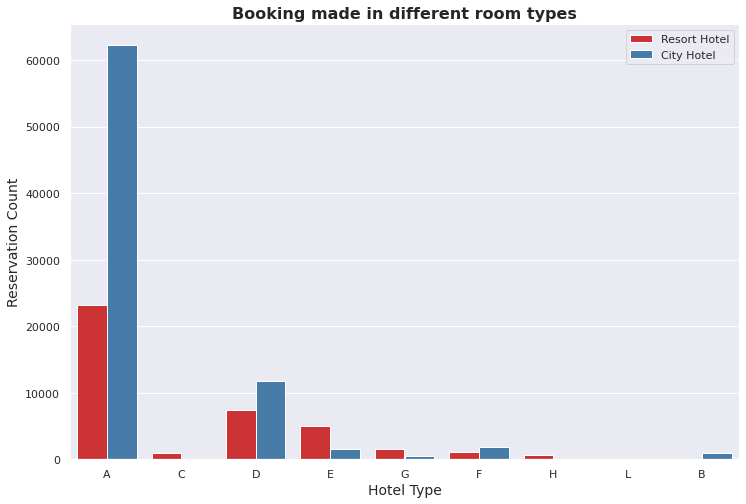 Booking made in different room types
Resort Hotel
City Hotel
Reservation Count
60000
50000
40000
30000
20000
10000
0
A C D E G F H L B
Hotel Type